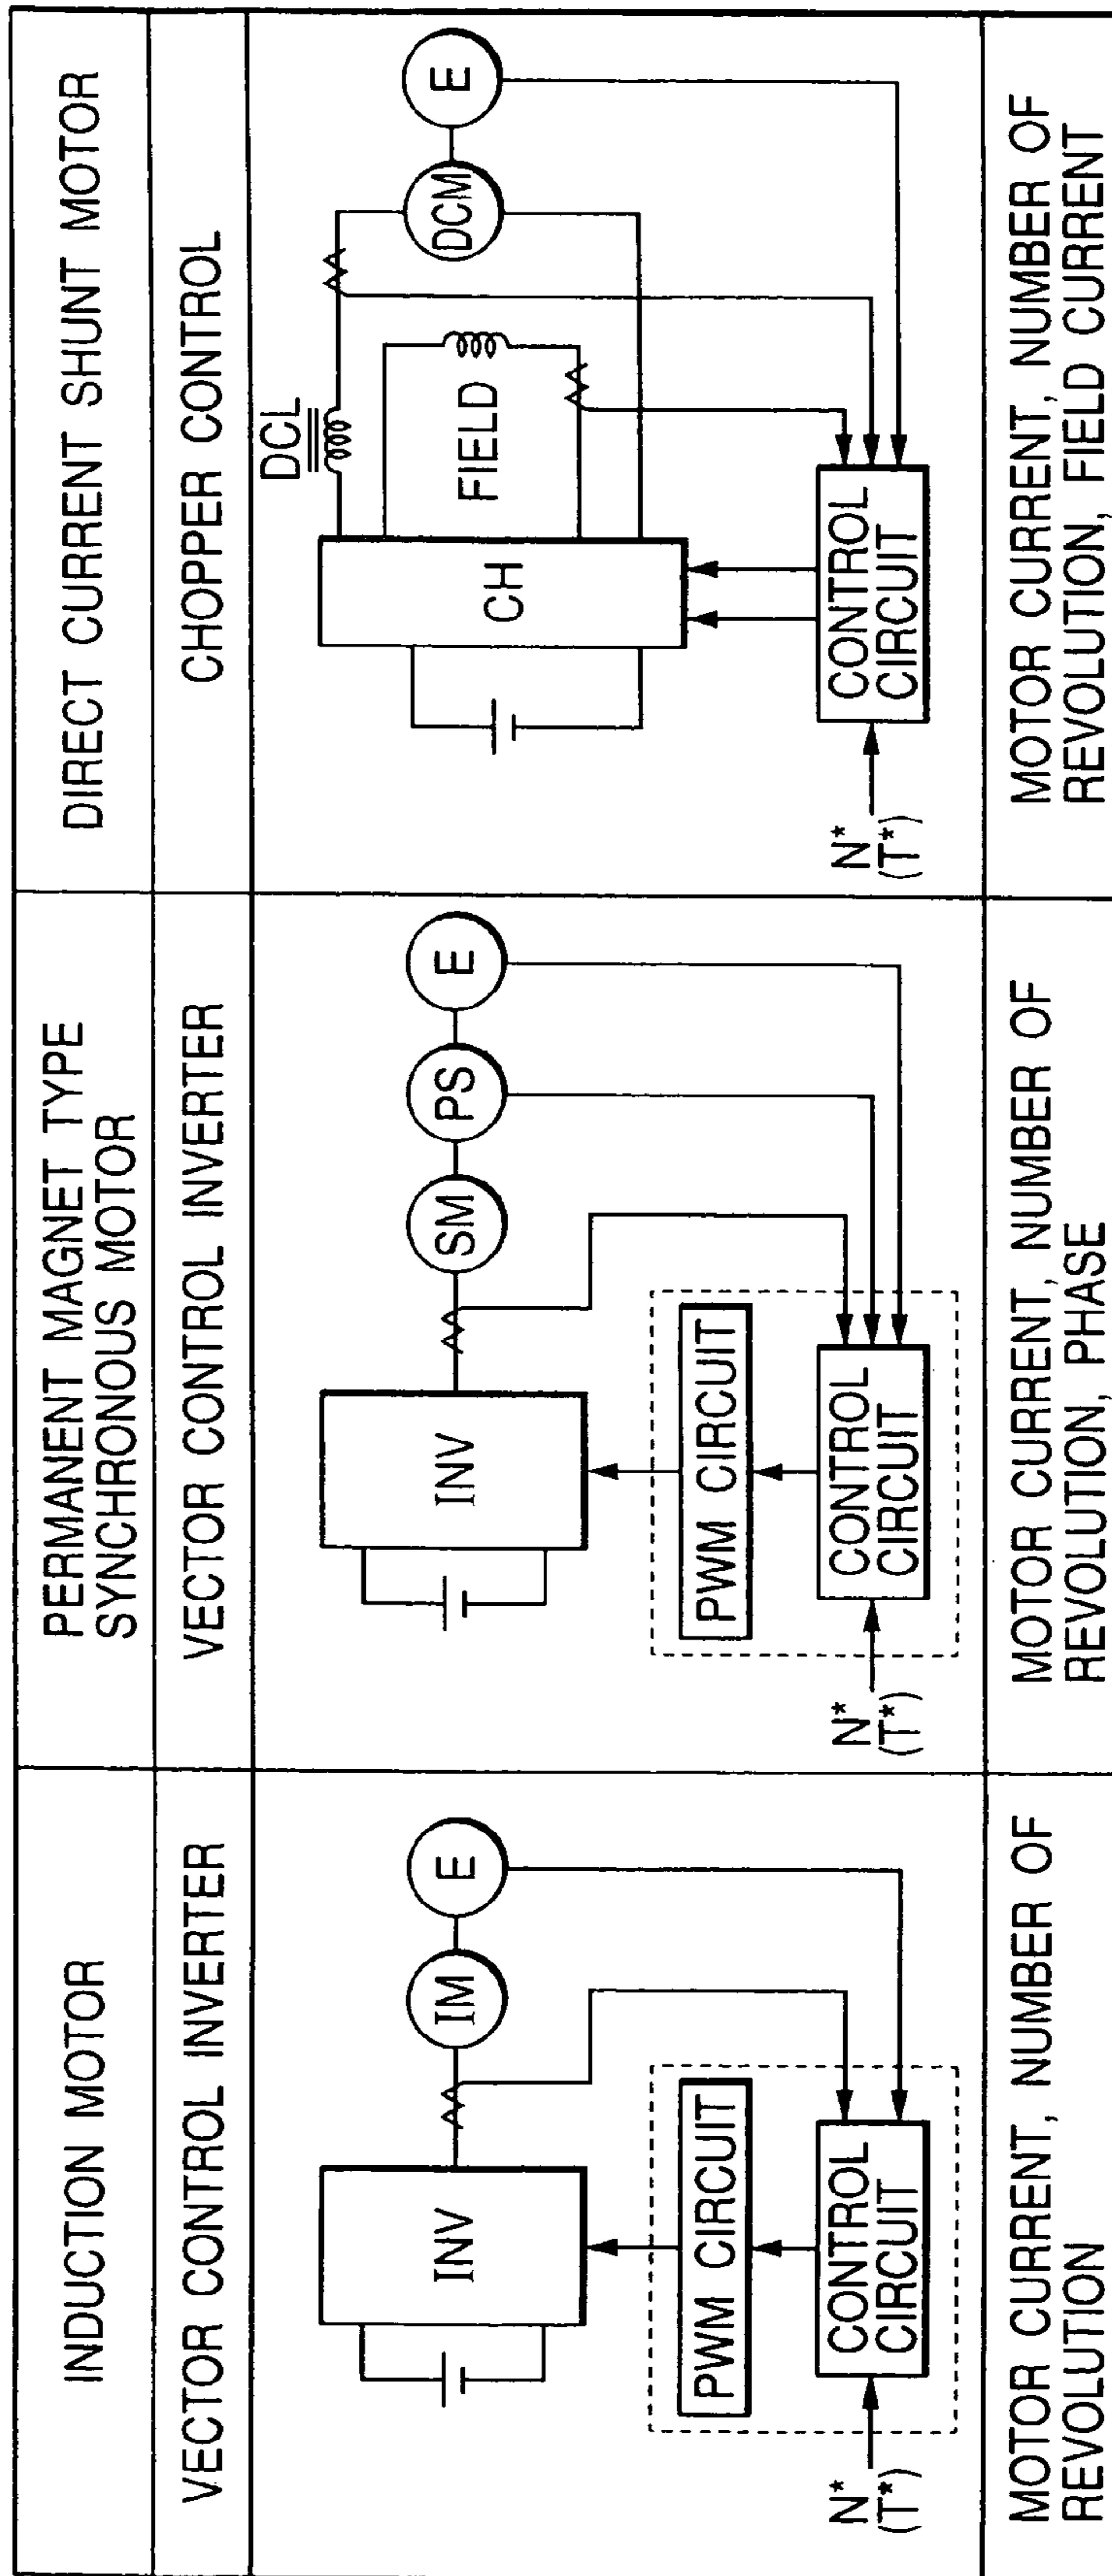 INDUCTION MOTOR
PERMANENT MAGNET TYPE
SYNCHRONOUS MOTOR
DIRECT CURRENT SHUNT MOTOR
VECTOR CONTROL INVERTER
VECTOR CONTROL INVERTER
CHOPPER CONTROL
INV
IM
E
PWM CIRCUIT
CONTROL
CIRCUIT
N*
(T*)
INV
SM
PS
E
PWM CIRCUIT
CONTROL
CIRCUIT
N*
(T*)
DCL
FIELD
CH
DCM
E
CONTROL
CIRCUIT
N*
(T*)
MOTOR CURRENT, NUMBER OF
REVOLUTION
MOTOR CURRENT, NUMBER OF
REVOLUTION, PHASE
MOTOR CURRENT, NUMBER OF
REVOLUTION, FIELD CURRENT